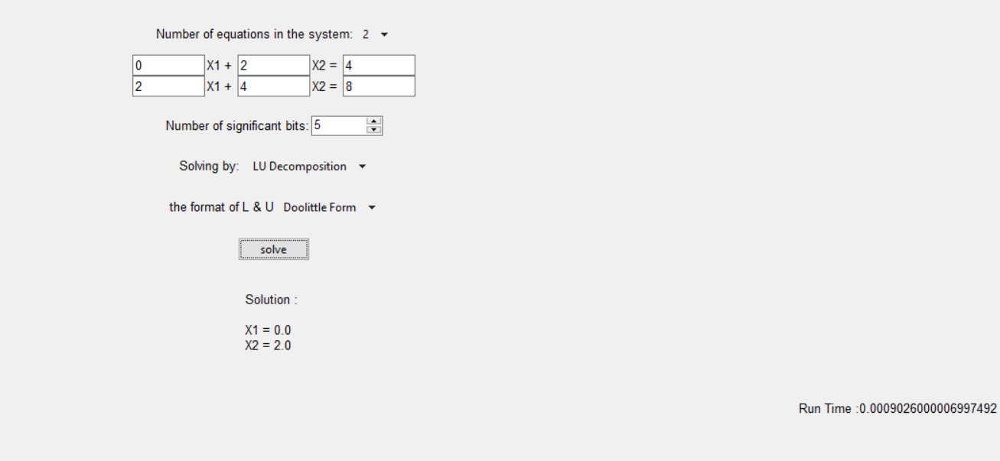 Number of equations in the system: 2
0 X1 + 2 X2 = 4
2 X1 + 4 X2 = 8
Number of significant bits: 5
Solving by: LU Decomposition
the format of L & U Doolittle Form
solve
Solution :
X1 = 0.0
X2 = 2.0
Run Time :0.0009026000006997492